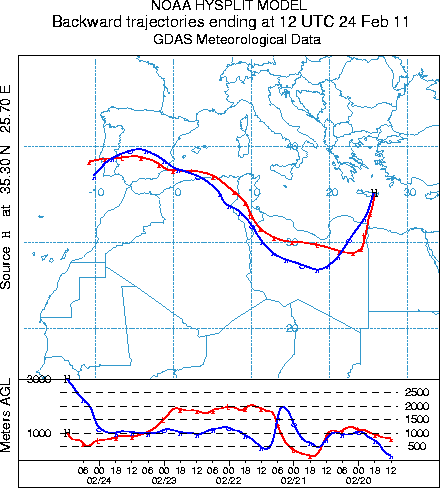 NOAA HYSPLIT MODEL
Backward trajectories ending at 12 UTC 24 Feb 11
GDAS Meteorological Data
Source at 35.30 N 25.70 E
-10 0 10 20 30
40
30
20
Meters AGL
3000
1000
2500
2000
1500
1000
500
06 00 18 12 06 00 18 12 06 00 18 12 06 00 18 12 06 00 18 12
02/24 02/23 02/22 02/21 02/20